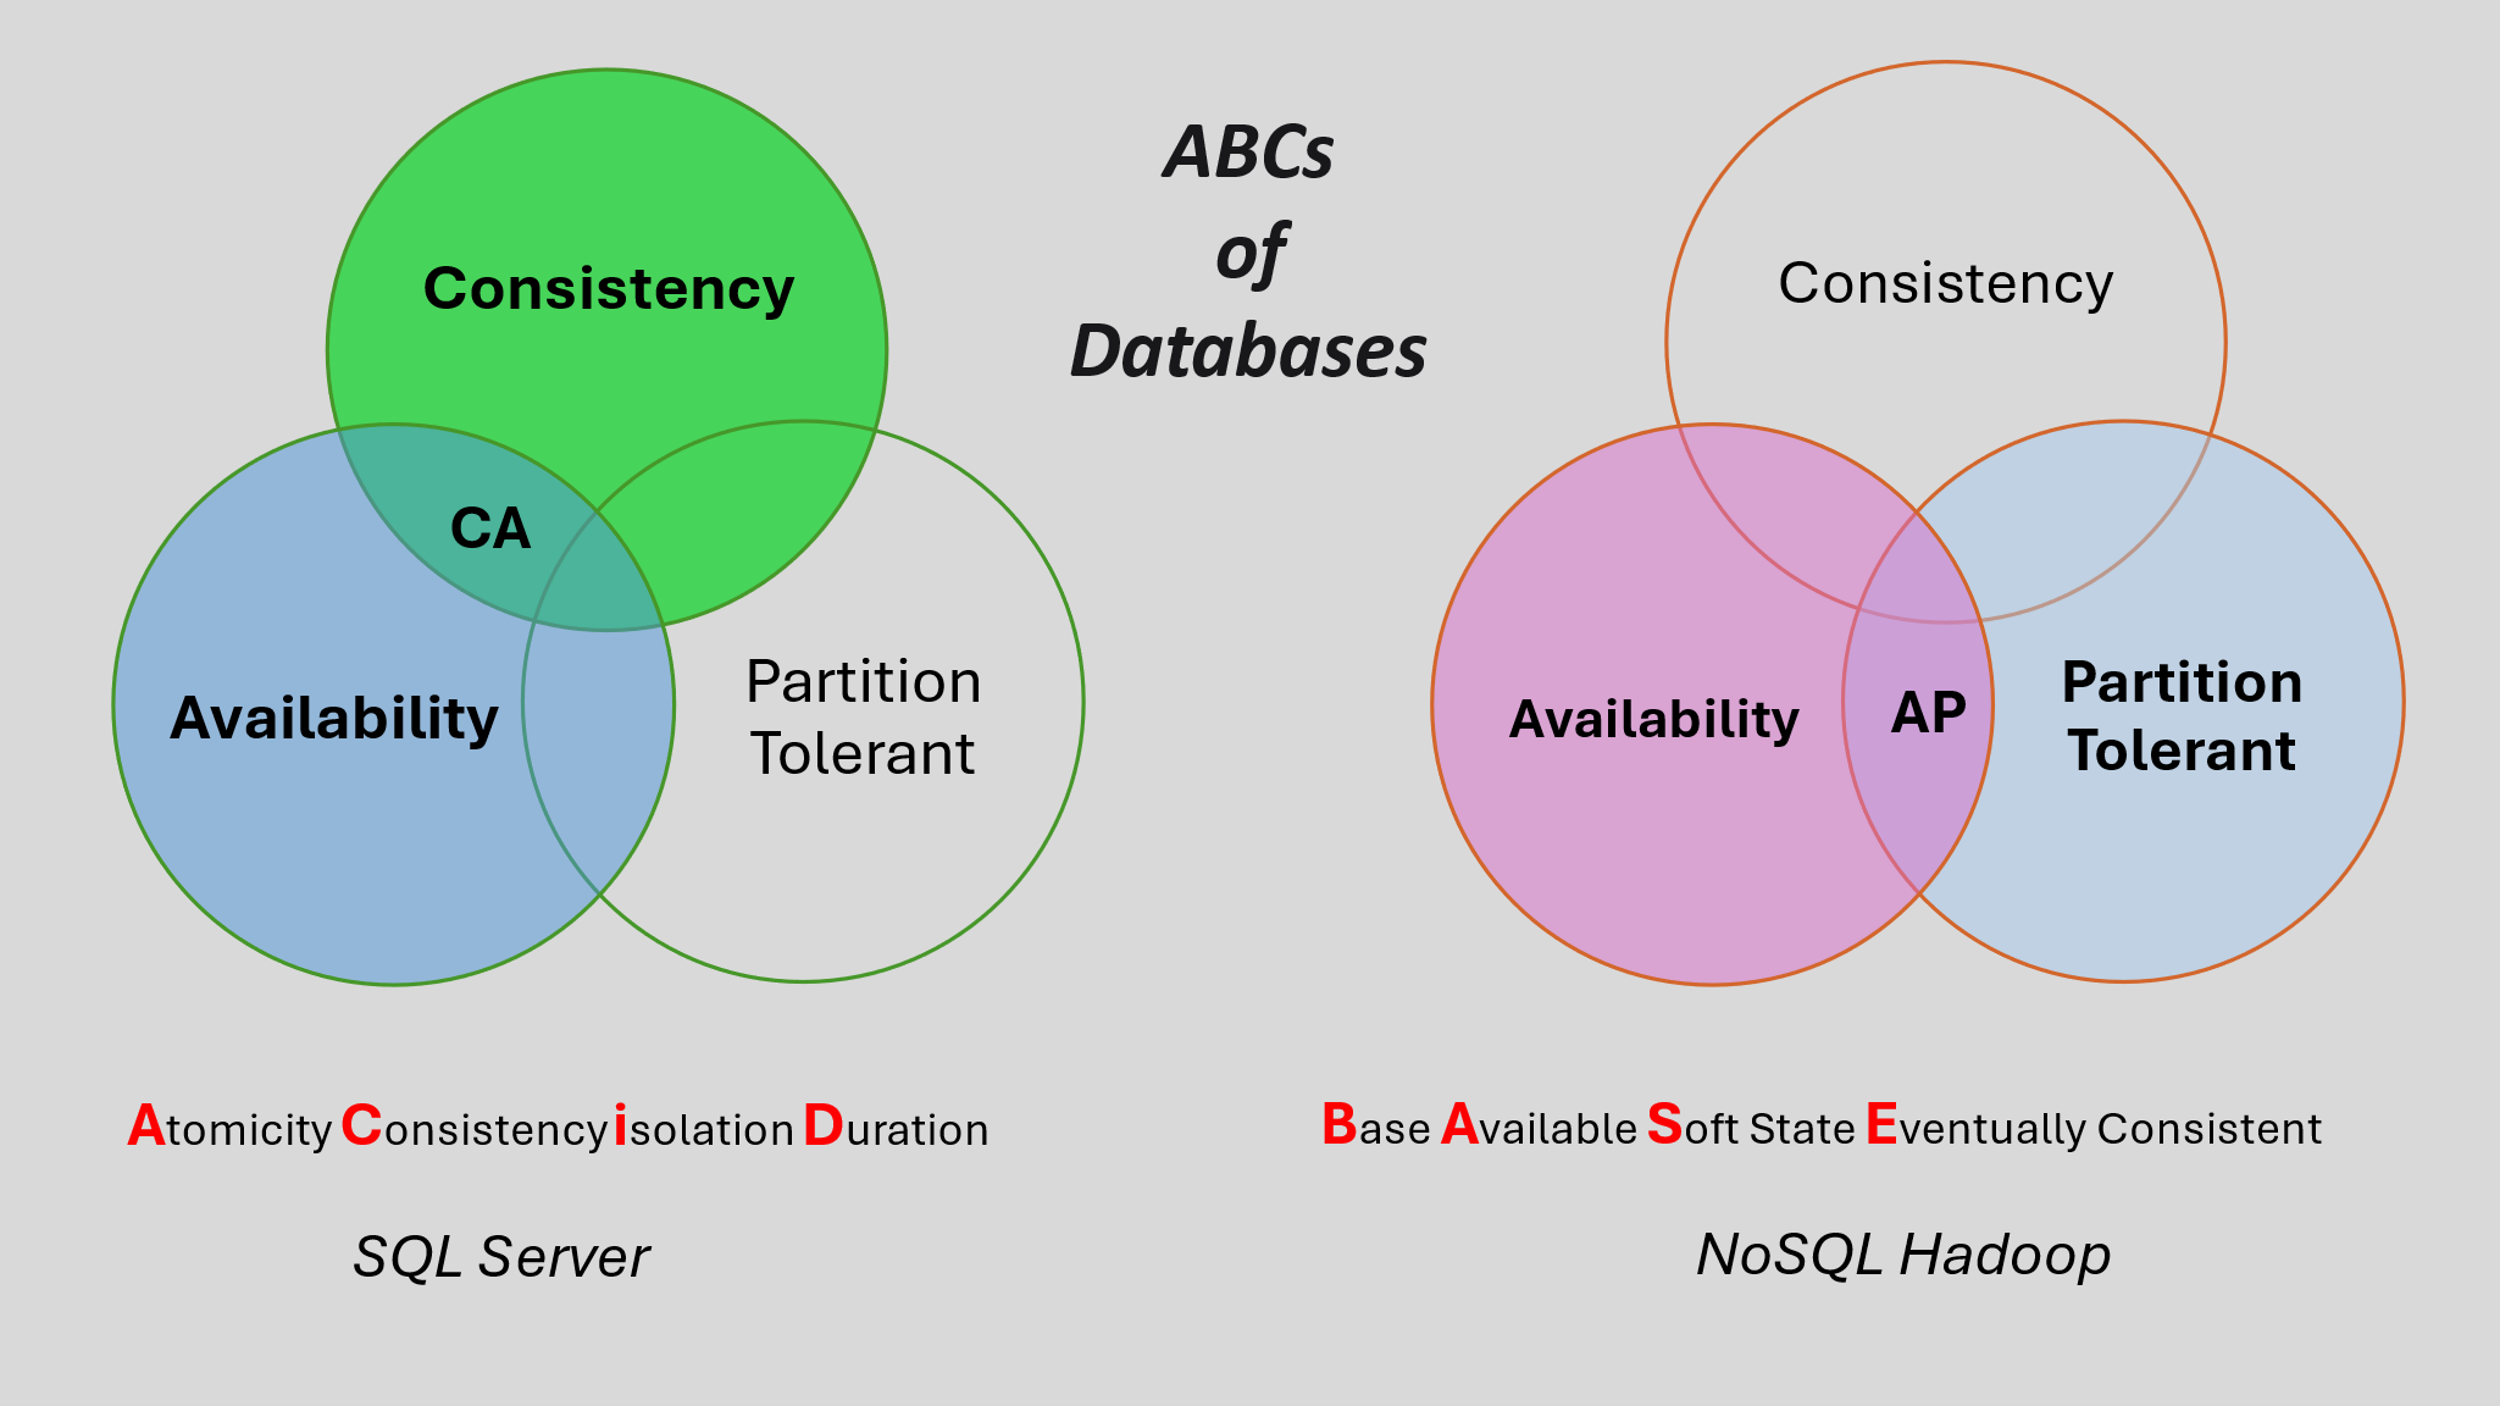 ABCs
of
Databases
Consistency
CA
Availability
Partition
Tolerant
Consistency
Availability
AP
Partition
Tolerant
Atomicity Consistency isolation Duration
SQL Server
Base Available Soft State Eventually Consistent
NoSQL Hadoop